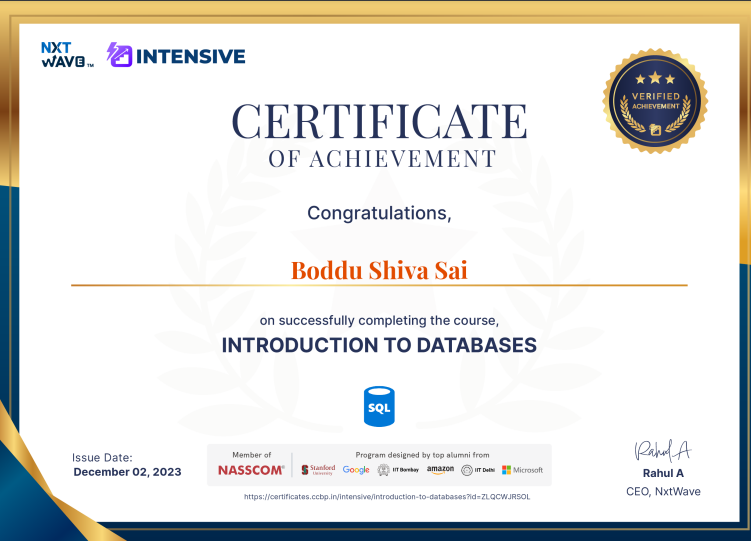 NXT
WAVE TM
INTENSIVE
VERIFIED
ACHIEVEMENT
CERTIFICATE
OF ACHIEVEMENT
Congratulations,
Boddu Shiva Sai
on successfully completing the course,
INTRODUCTION TO DATABASES
SQL
Issue Date:
December 02, 2023
Member of
NASSCOM®
Program designed by top alumni from
Stanford University Google IIT Bombay amazon IIT Delhi Microsoft
https://certificates.ccbp.in/intensive/introduction-to-databases?id=ZLQCWJRSOL
Rahul A
Rahul A
CEO, NxtWave